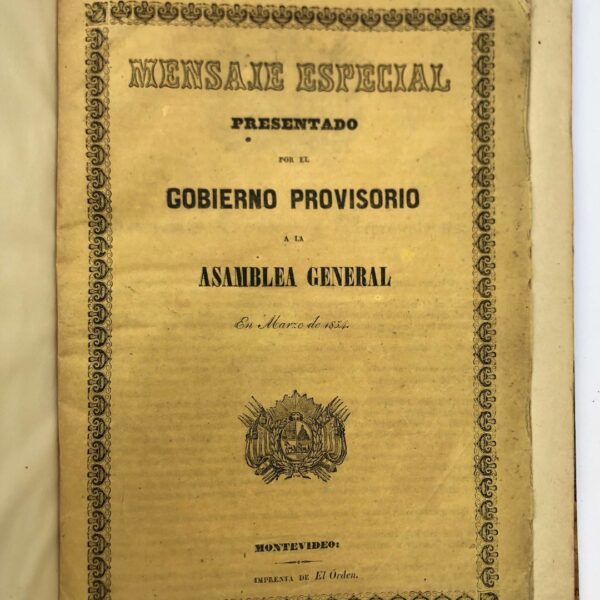 MENSAJE ESPECIAL
PRESENTADO
POR EL
GOBIERNO PROVISORIO
A LA
ASAMBLEA GENERAL
En Marzo de 1854.
MONTEVIDEO:
IMPRENTA DE El Orden.